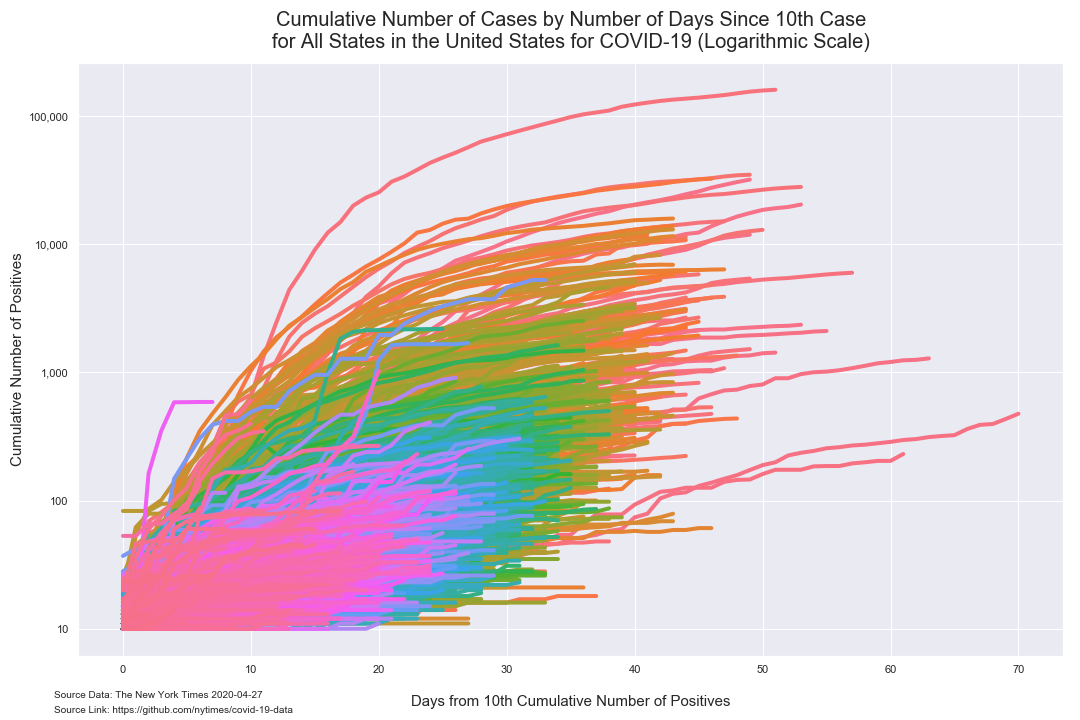 Cumulative Number of Cases by Number of Days Since 10th Case
for All States in the United States for COVID-19 (Logarithmic Scale)
Cumulative Number of Positives
100,000
10,000
1,000
100
10
0 10 20 30 40 50 60 70
Days from 10th Cumulative Number of Positives
Source Data: The New York Times 2020-04-27
Source Link: https://github.com/nytimes/covid-19-data